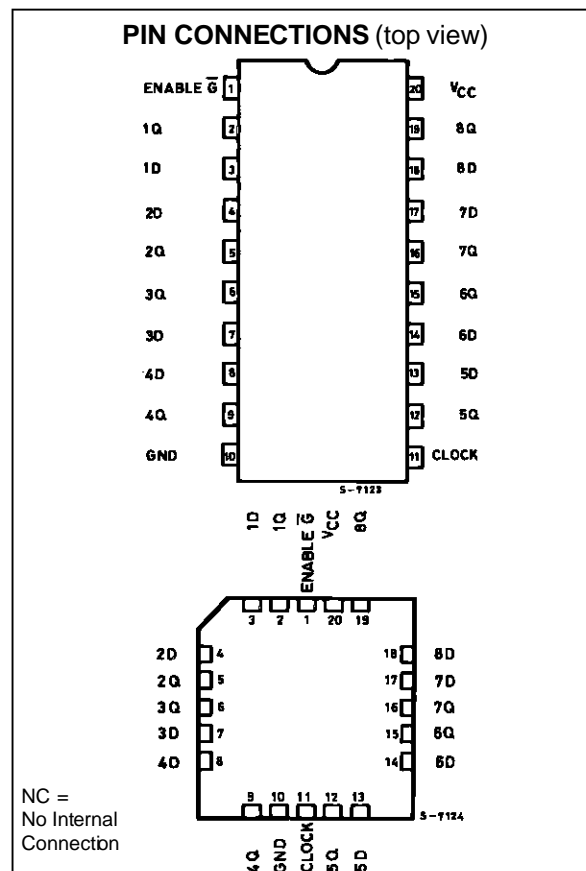 PIN CONNECTIONS (top view)
ENABLE G̅ 1 20 VCC
1Q 2 19 8Q
1D 3 18 8D
2D 4 17 7D
2Q 5 16 7Q
3Q 6 15 6Q
3D 7 14 6D
4D 8 13 5D
4Q 9 12 5Q
GND 10 11 CLOCK
S-7123
1D 1Q ENABLE G̅ VCC 8Q
3 2 1 20 19
2D 4 18 8D
2Q 5 17 7D
3Q 6 16 7Q
3D 7 15 6Q
4D 8 14 6D
9 10 11 12 13
4Q GND CLOCK 5Q 5D
S-7124
NC =
No Internal
Connection